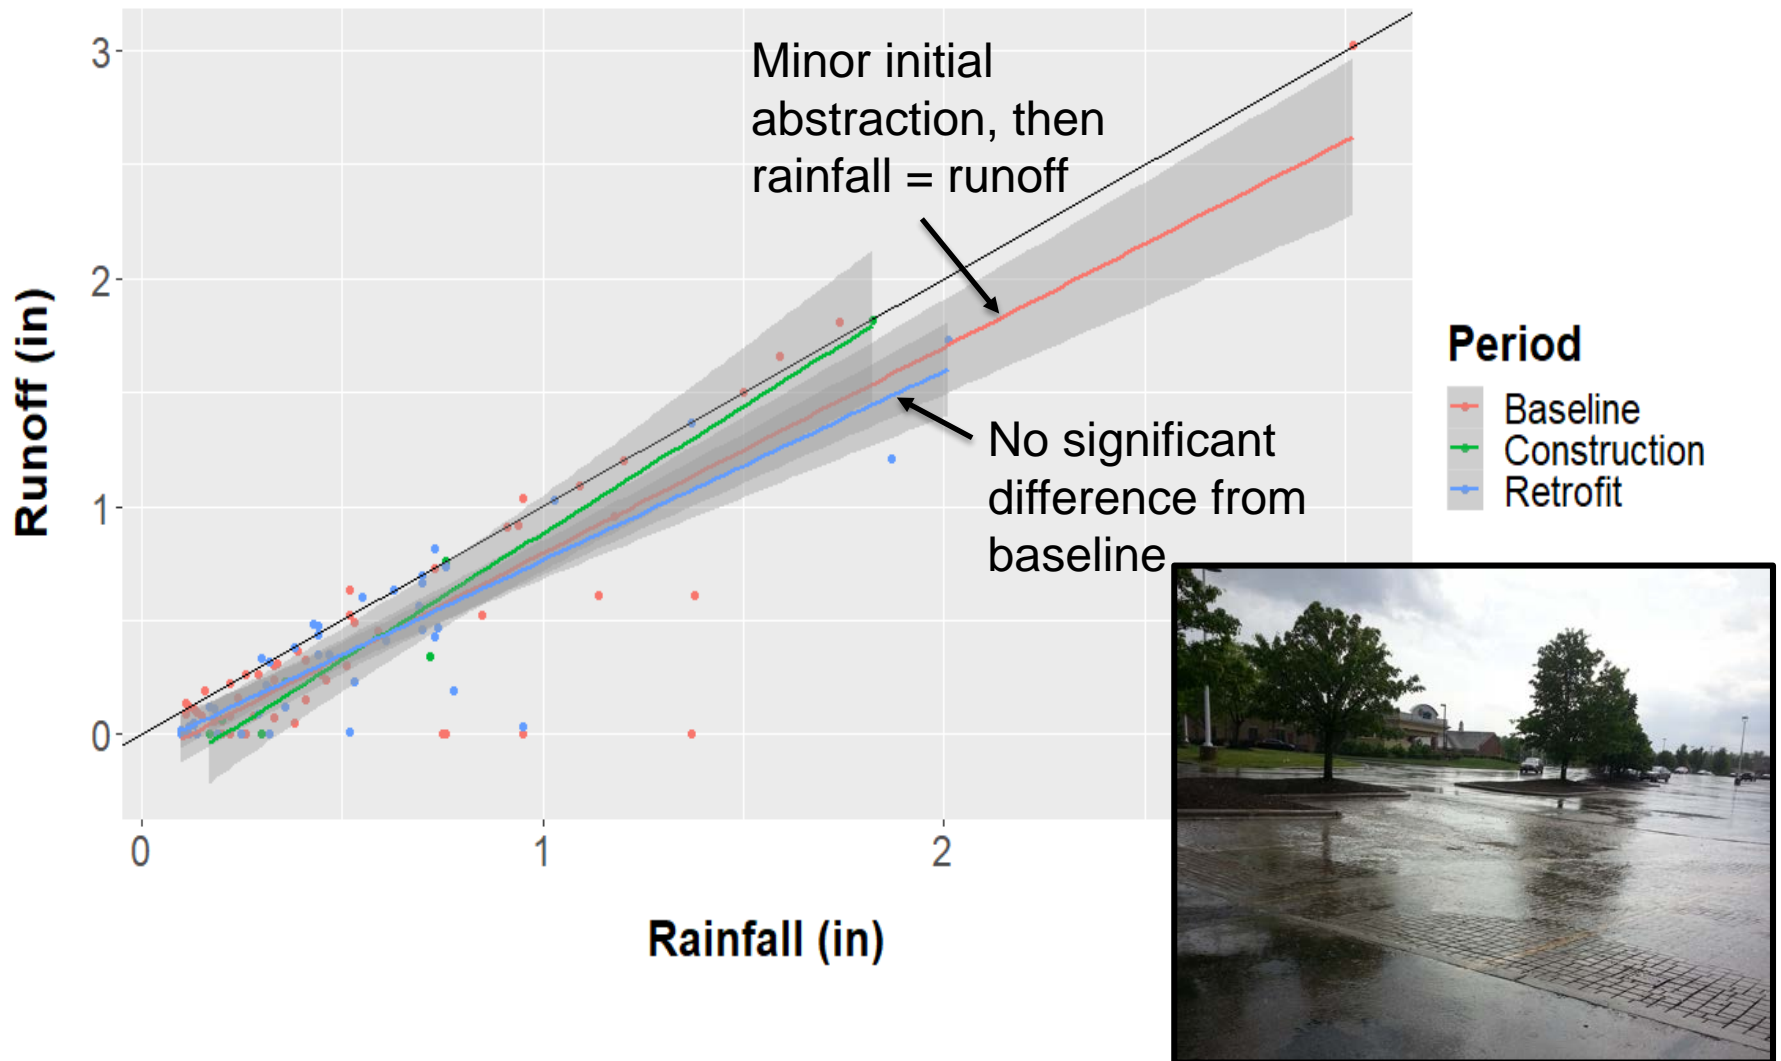 3
2
1
0
Runoff (in)
0
1
2
Rainfall (in)
Minor initial
abstraction, then
rainfall = runoff
No significant
difference from
baseline
Period
Baseline
Construction
Retrofit